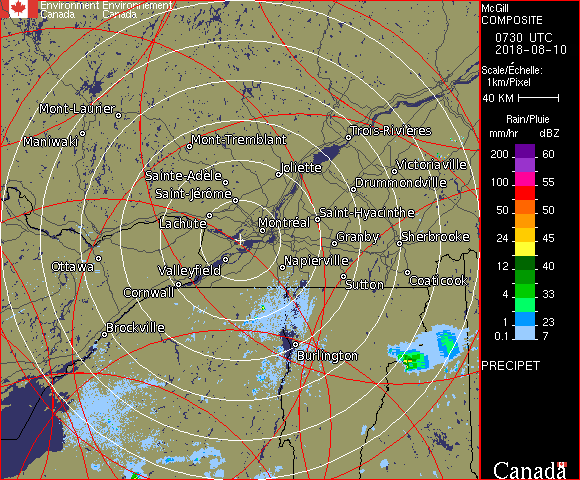 Environment Environnement
Canada Canada
McGill
COMPOSITE
0730 UTC
2018-08-10
Scale/Échelle:
1km/Pixel
40 KM
Rain/Pluie
mm/hr dBZ
200 60
100 55
50 50
24 45
12 40
4 33
1 23
0.1 7
PRECIPET
Mont-Laurier
Maniwaki
Mont-Tremblant
Trois-Rivières
Joliette
Victoriaville
Sainte-Adèle
Drummondville
Saint-Jérôme
Lachute
Saint-Hyacinthe
Montréal
Granby
Sherbrooke
Ottawa
Valleyfield
Napierville
Cornwall
Sutton
Coaticook
Brockville
Burlington
Canada